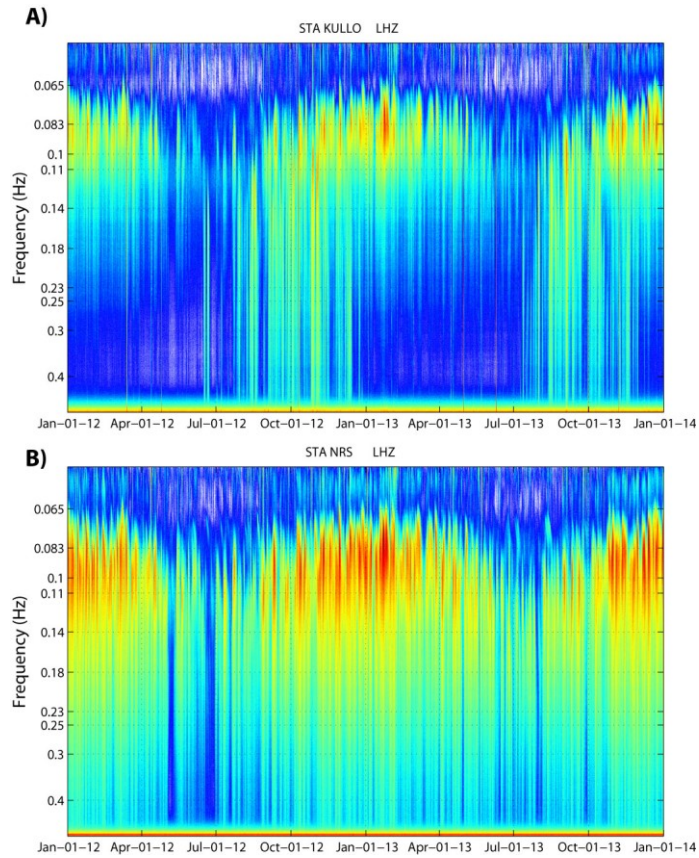 A)
STA KULLO LHZ
Frequency (Hz)
0.065
0.083
0.1
0.11
0.14
0.18
0.23
0.25
0.3
0.4
Jan-01-12 Apr-01-12 Jul-01-12 Oct-01-12 Jan-01-13 Apr-01-13 Jul-01-13 Oct-01-13 Jan-01-14
B)
STA NRS LHZ
Frequency (Hz)
0.065
0.083
0.1
0.11
0.14
0.18
0.23
0.25
0.3
0.4
Jan-01-12 Apr-01-12 Jul-01-12 Oct-01-12 Jan-01-13 Apr-01-13 Jul-01-13 Oct-01-13 Jan-01-14